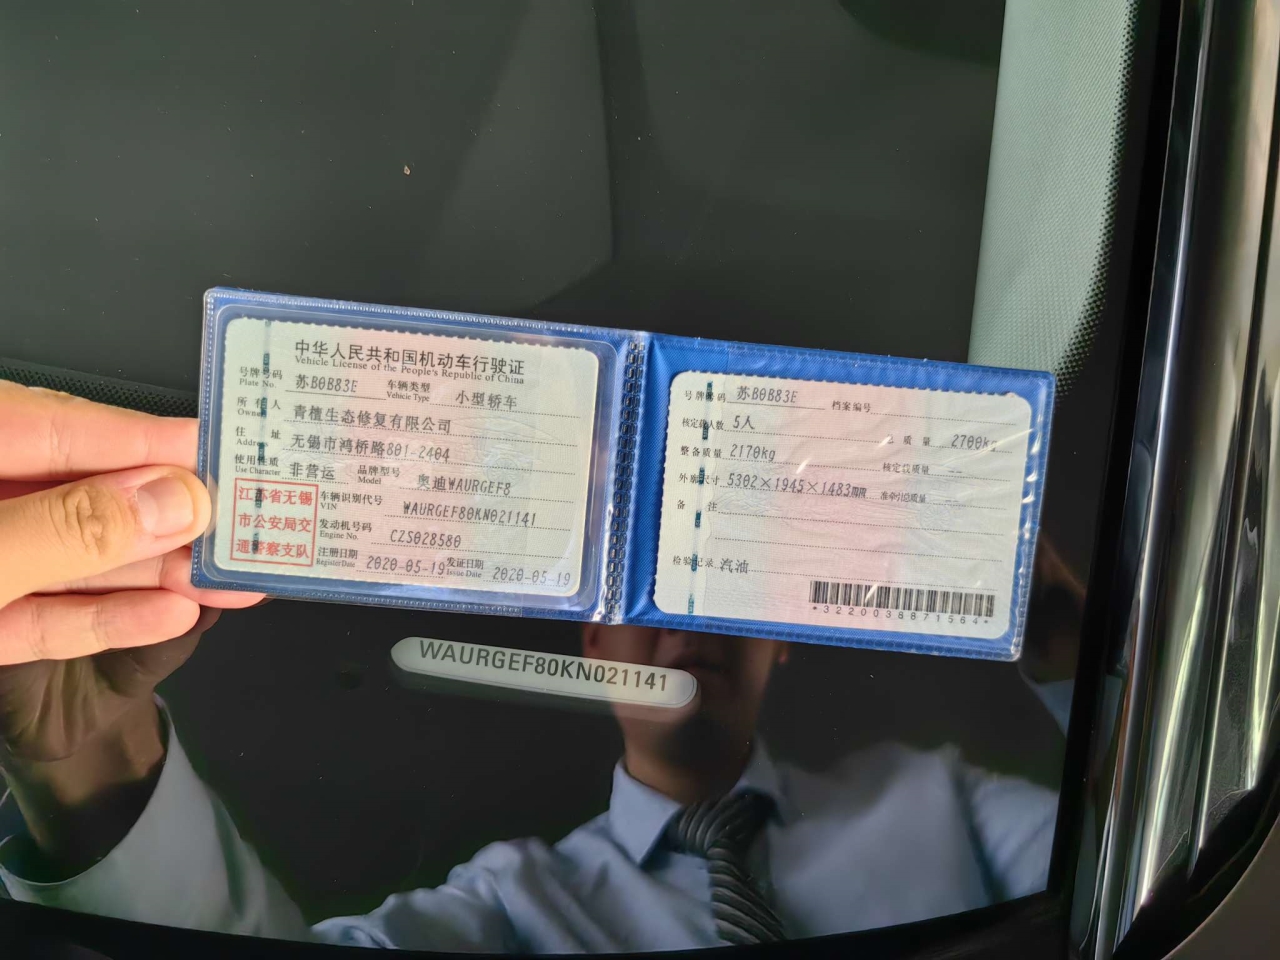 中华人民共和国机动车行驶证
Vehicle License of the People's Republic of China
号牌号码 苏B0B83E 车辆类型 小型轿车
Plate No. Vehicle Type
所有人 青檀生态修复有限公司
Owner
住址 无锡市鸿桥路801-2404
Address
使用性质 非营运 品牌型号 奥迪WAURGEF8
Use Character Model
江苏省无锡
市公安局交
通警察支队
车辆识别代号 WAURGEF80KN021141
VIN
发动机号码 CZS028580
Engine No.
注册日期 2020-05-19 发证日期 2020-05-19
Register Date Issue Date
号牌号码 苏B0B83E 档案编号
核定载人数 5人 质量 2700kg
整备质量 2170kg 核定载质量 --
外廓尺寸 5302×1945×1483 准牵引总质量 --
备注
检验记录 汽油
*3220038871564*
WAURGEF80KN021141